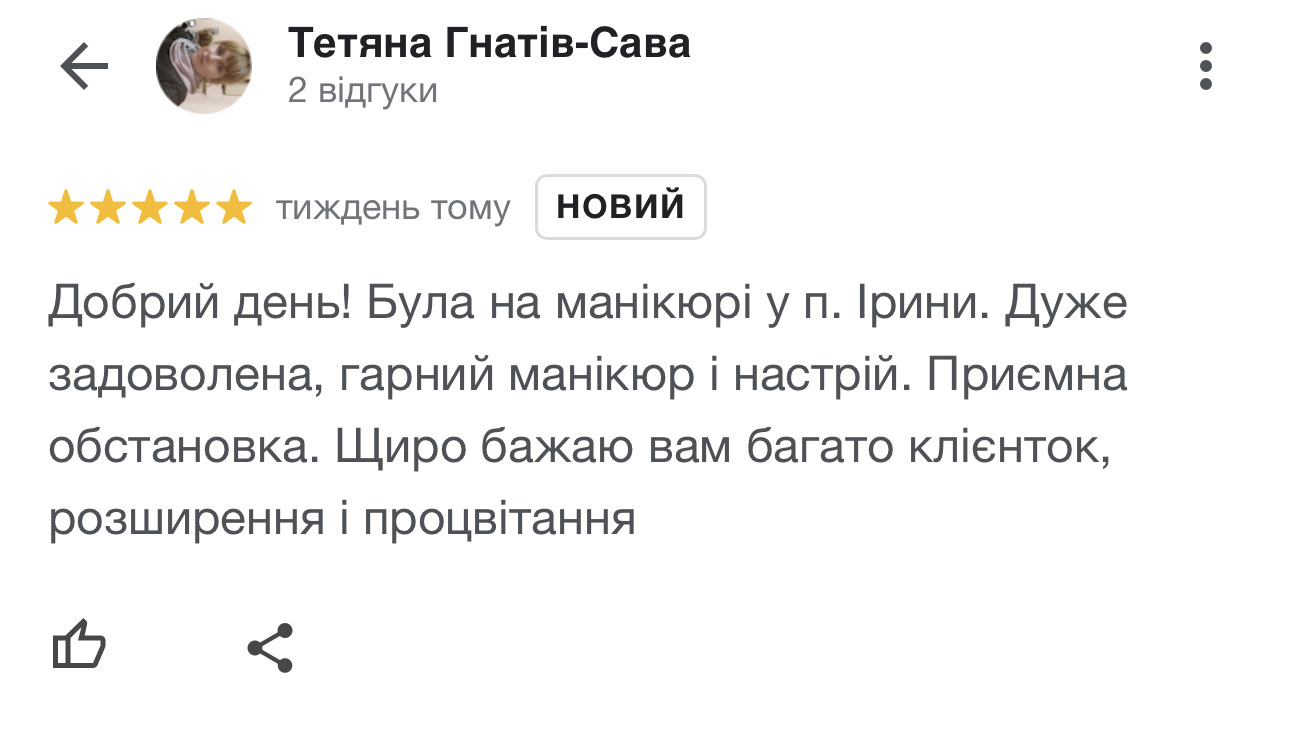 Тетяна Гнатів-Сава
2 відгуки
тиждень тому НОВИЙ
Добрий день! Була на манікюрі у п. Ірини. Дуже
задоволена, гарний манікюр і настрій. Приємна
обстановка. Щиро бажаю вам багато клієнток,
розширення і процвітання